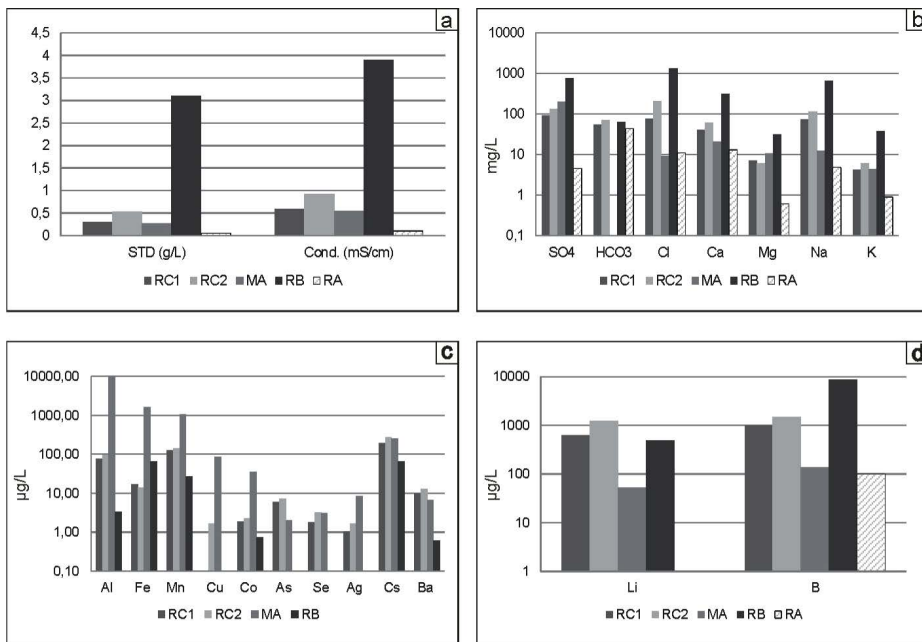 a
4,5
4
3,5
3
2,5
2
1,5
1
0,5
0
STD (g/L) Cond. (mS/cm)
RC1 RC2 MA RB RA
b
mg/L
10000
1000
100
10
1
0,1
SO4 HCO3 Cl Ca Mg Na K
RC1 RC2 MA RB RA
c
µg/L
10000,00
1000,00
100,00
10,00
1,00
0,10
Al Fe Mn Cu Co As Se Ag Cs Ba
RC1 RC2 MA RB
d
µg/L
10000
1000
100
10
1
Li B
RC1 RC2 MA RB RA